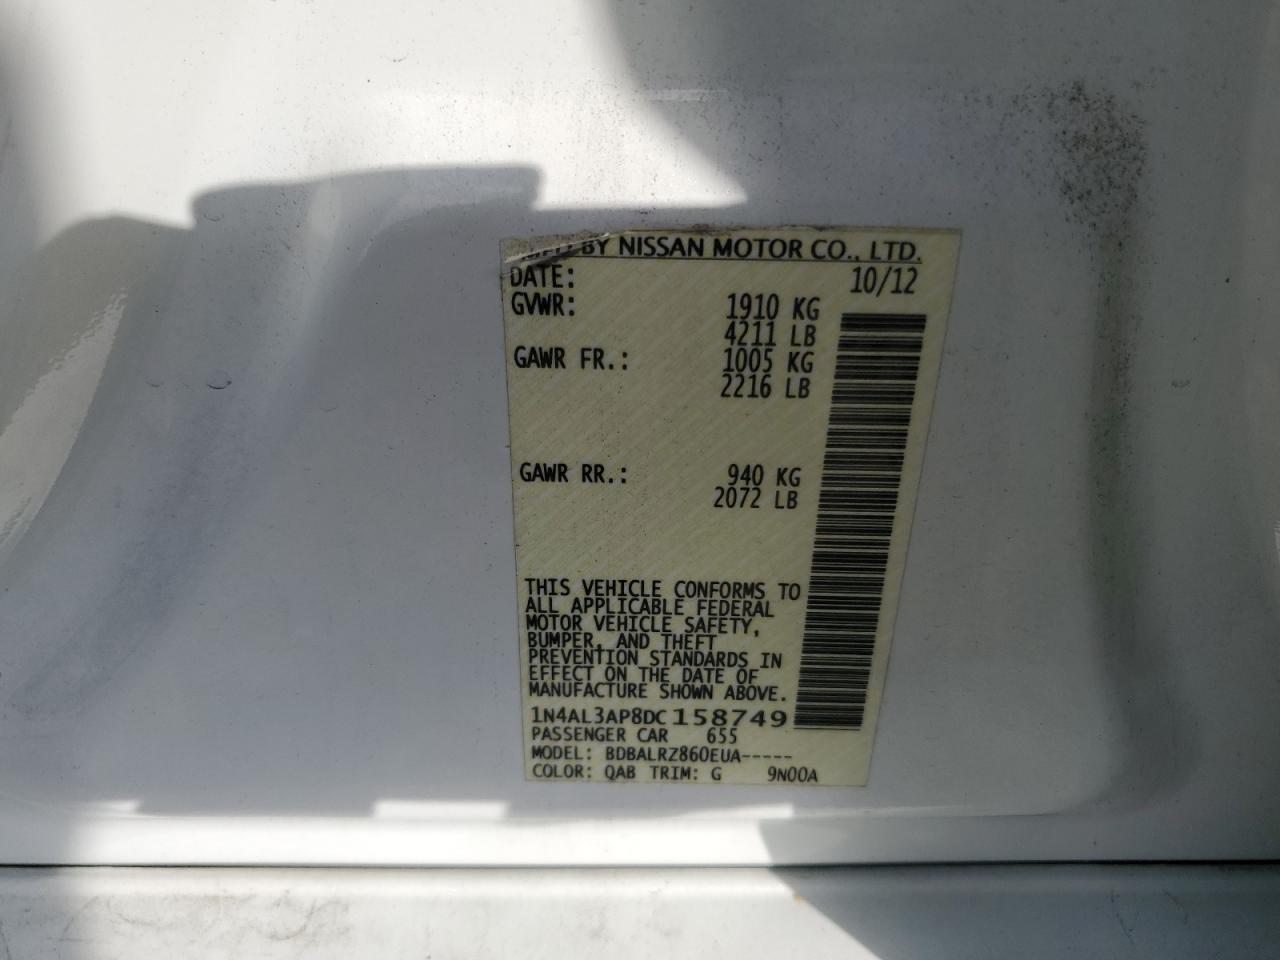 MFD BY NISSAN MOTOR CO., LTD.
DATE: 10/12
GVWR: 1910 KG
4211 LB
GAWR FR.: 1005 KG
2216 LB
GAWR RR.: 940 KG
2072 LB
THIS VEHICLE CONFORMS TO
ALL APPLICABLE FEDERAL
MOTOR VEHICLE SAFETY,
BUMPER, AND THEFT
PREVENTION STANDARDS IN
EFFECT ON THE DATE OF
MANUFACTURE SHOWN ABOVE.
1N4AL3AP8DC158749
PASSENGER CAR 655
MODEL: BDBALRZ860EUA-----
COLOR: QAB TRIM: G 9N00A